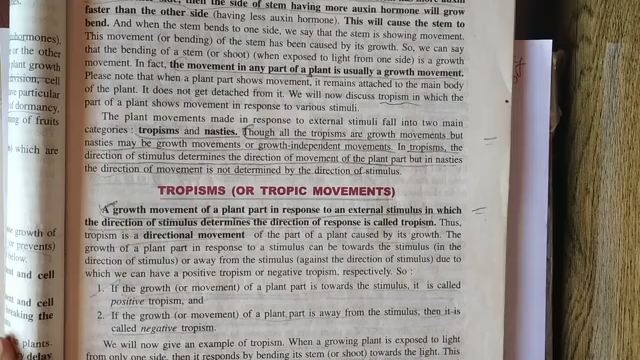 then the side of stem having more auxin hormone will grow
faster than the other side (having less auxin hormone). This will cause the stem to
bend. And when the stem bends to one side, we say that the stem is showing movement.
This movement (or bending) of the stem has been caused by its growth. So, we can say
that the bending of a stem (or shoot) (when exposed to light from one side) is a growth
movement. In fact, the movement in any part of a plant is usually a growth movement.
Please note that when a plant part shows movement, it remains attached to the main body
of the plant. It does not get detached from it. We will now discuss tropism in which the
part of a plant shows movement in response to various stimuli.
The plant movements made in response to external stimuli fall into two main
categories : tropisms and nasties. Though all the tropisms are growth movements but
nasties may be growth movements or growth-independent movements. In tropisms, the
direction of stimulus determines the direction of movement of the plant part but in nasties
the direction of movement is not determined by the direction of stimulus.
TROPISMS (OR TROPIC MOVEMENTS)
A growth movement of a plant part in response to an external stimulus in which
the direction of stimulus determines the direction of response is called tropism. Thus,
tropism is a directional movement of the part of a plant caused by its growth. The
growth of a plant part in response to a stimulus can be towards the stimulus (in the
direction of stimulus) or away from the stimulus (against the direction of stimulus) due to
which we can have a positive tropism or negative tropism, respectively. So :
1. If the growth (or movement) of a plant part is towards the stimulus, it is called
positive tropism, and
2. If the growth (or movement) of a plant part is away from the stimulus, then it is
called negative tropism.
We will now give an example of tropism. When a growing plant is exposed to light
from only one side, then it responds by bending its stem (or shoot) towards the light. This
hormones).
or the other
plant growth
division, cell
particular
of dormancy,
of fruits
which are
growth of
or prevents)
below:
and cell
and cell
breaking the
plants.
delay